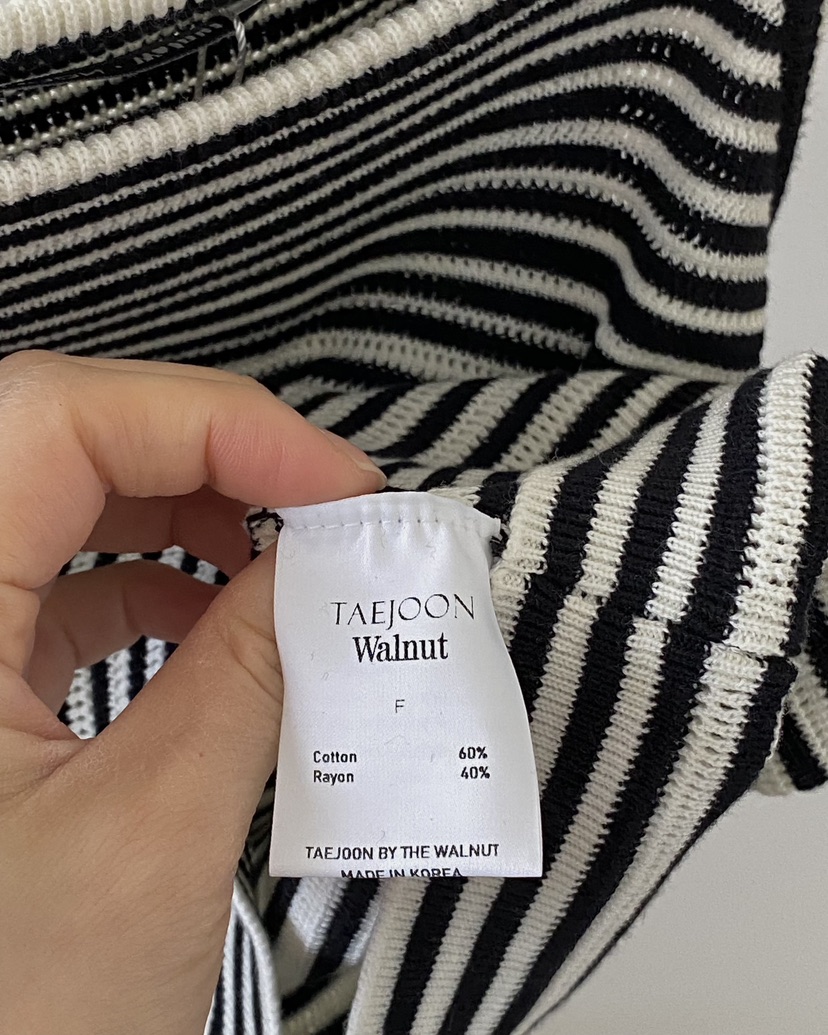 TAEJOON
Walnut
F
Cotton 60%
Rayon 40%
TAEJOON BY THE WALNUT
MADE IN KOREA